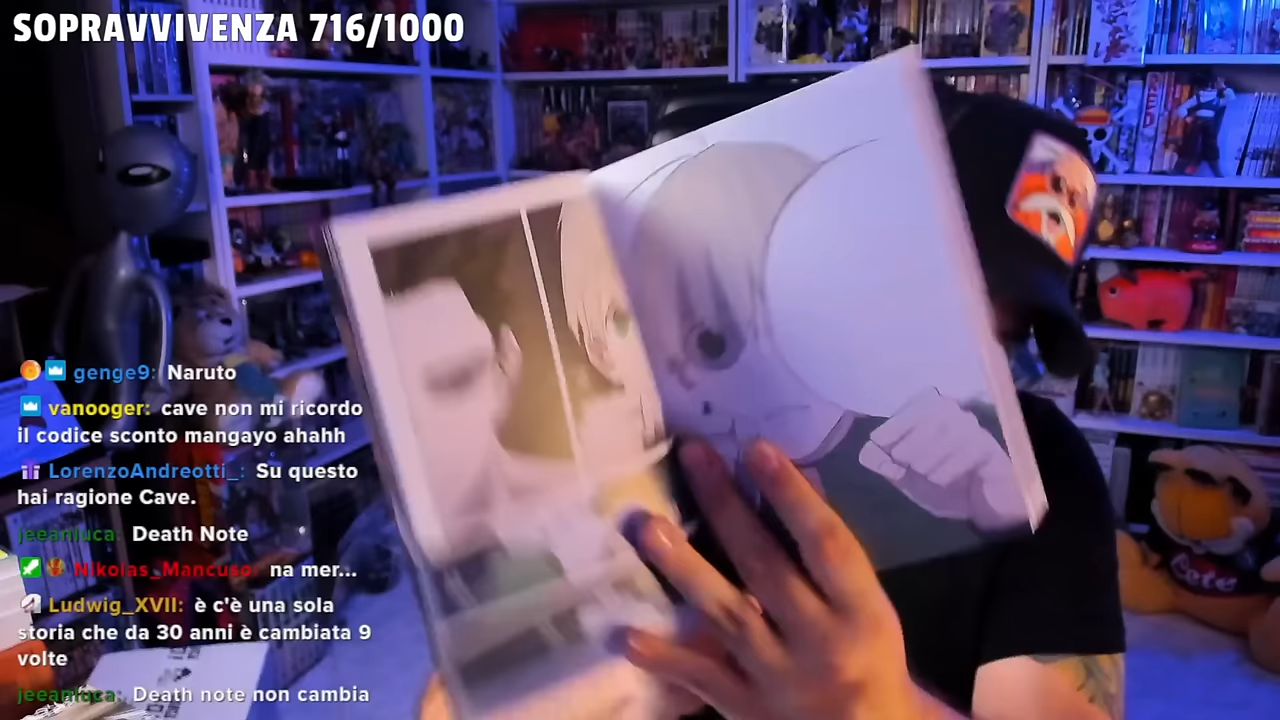 SOPRAVVIVENZA 716/1000
genge9: Naruto
vanooger: cave non mi ricordo
il codice sconto mangayo ahahh
LorenzoAndreotti_: Su questo
hai ragione Cave.
jeeanluca: Death Note
Nikolas_Mancuso: na mer...
Ludwig_XVII: è c'è una sola
storia che da 30 anni è cambiata 9
volte
jeeanluca: Death note non cambia
Pote